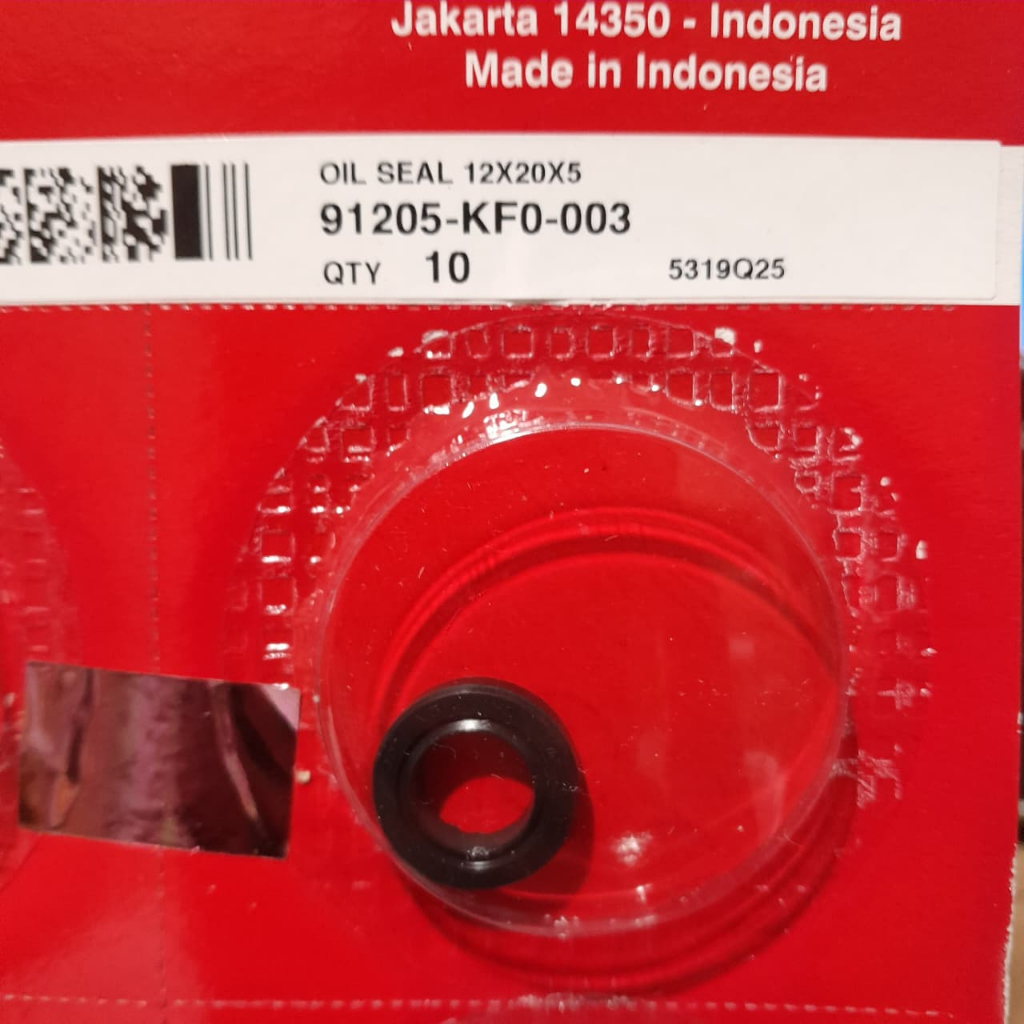 Jakarta 14350 - Indonesia
Made in Indonesia
OIL SEAL 12X20X5
91205-KF0-003
QTY 10
5319Q25